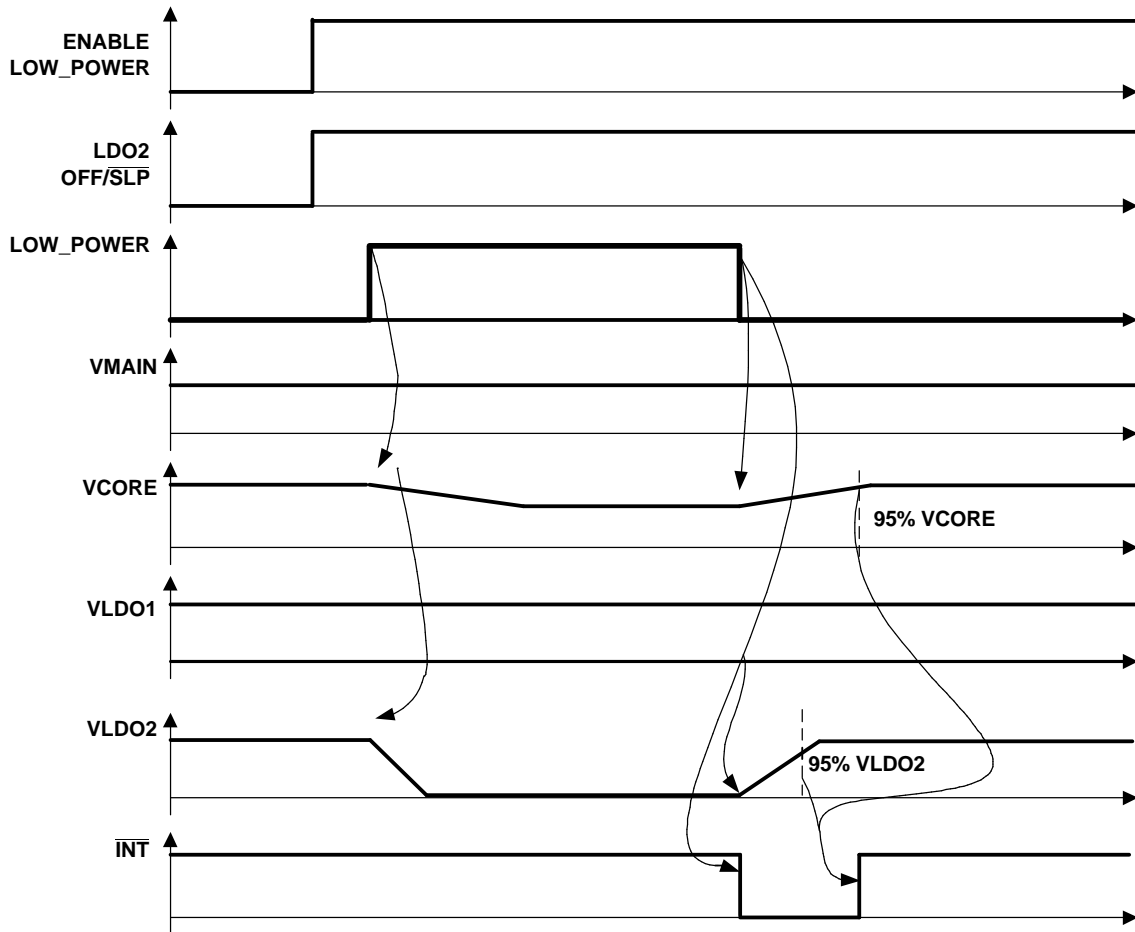 ENABLE
LOW_POWER
LDO2
OFF/SLP
LOW_POWER
VMAIN
VCORE
95% VCORE
VLDO1
VLDO2
95% VLDO2
INT